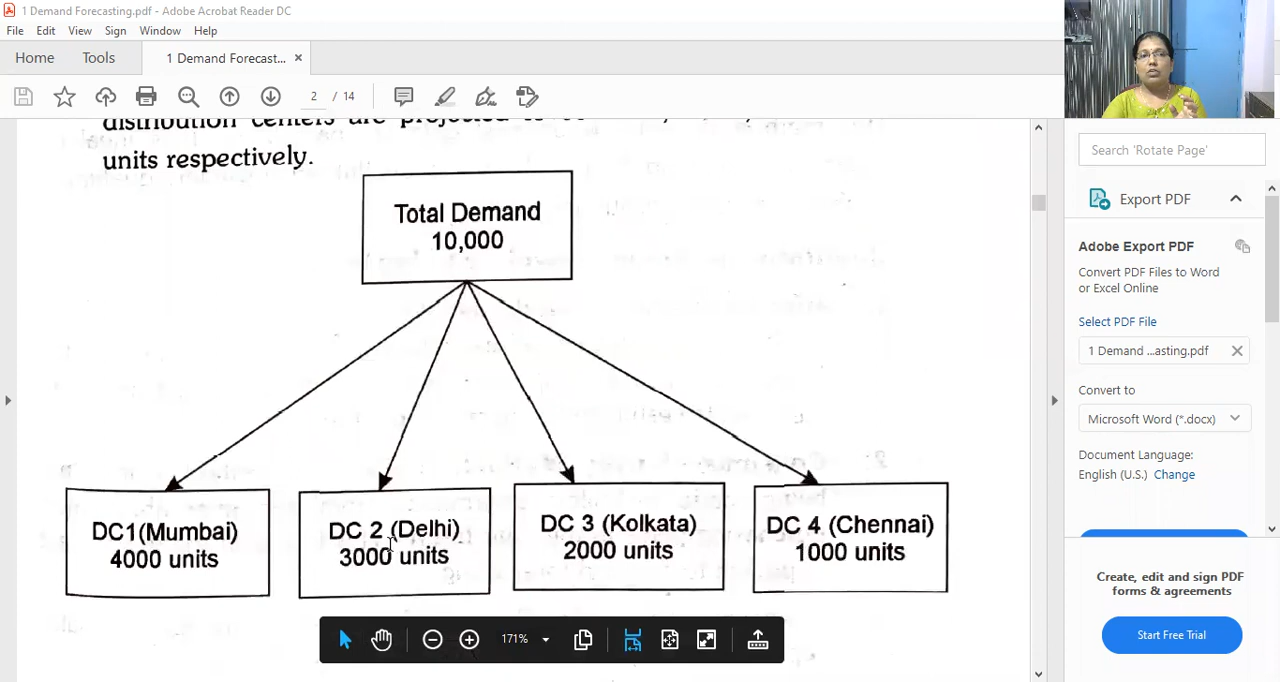 1 Demand Forecasting.pdf - Adobe Acrobat Reader DC
File Edit View Sign Window Help
Home Tools 1 Demand Forecast... ×
2 / 14
distribution centers are projected
units respectively.
Total Demand
10,000
DC1(Mumbai)
4000 units
DC 2 (Delhi)
3000 units
DC 3 (Kolkata)
2000 units
DC 4 (Chennai)
1000 units
171%
Search 'Rotate Page'
Export PDF
Adobe Export PDF
Convert PDF Files to Word
or Excel Online
Select PDF File
1 Demand ...asting.pdf
Convert to
Microsoft Word (*.docx)
Document Language:
English (U.S.) Change
Create, edit and sign PDF
forms & agreements
Start Free Trial